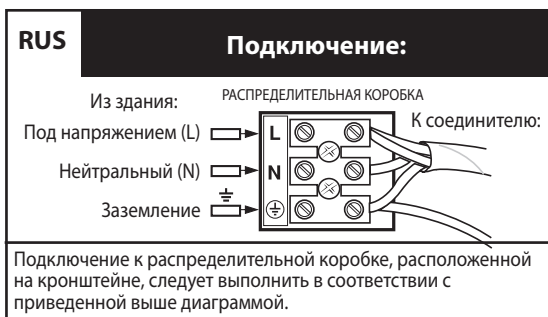 RUS
Подключение:
Из здания:
РАСПРЕДЕЛИТЕЛЬНАЯ КОРОБКА
К соединителю:
Под напряжением (L)
L
Нейтральный (N)
N
Заземление
Подключение к распределительной коробке, расположенной
на кронштейне, следует выполнить в соответствии с
приведенной выше диаграммой.